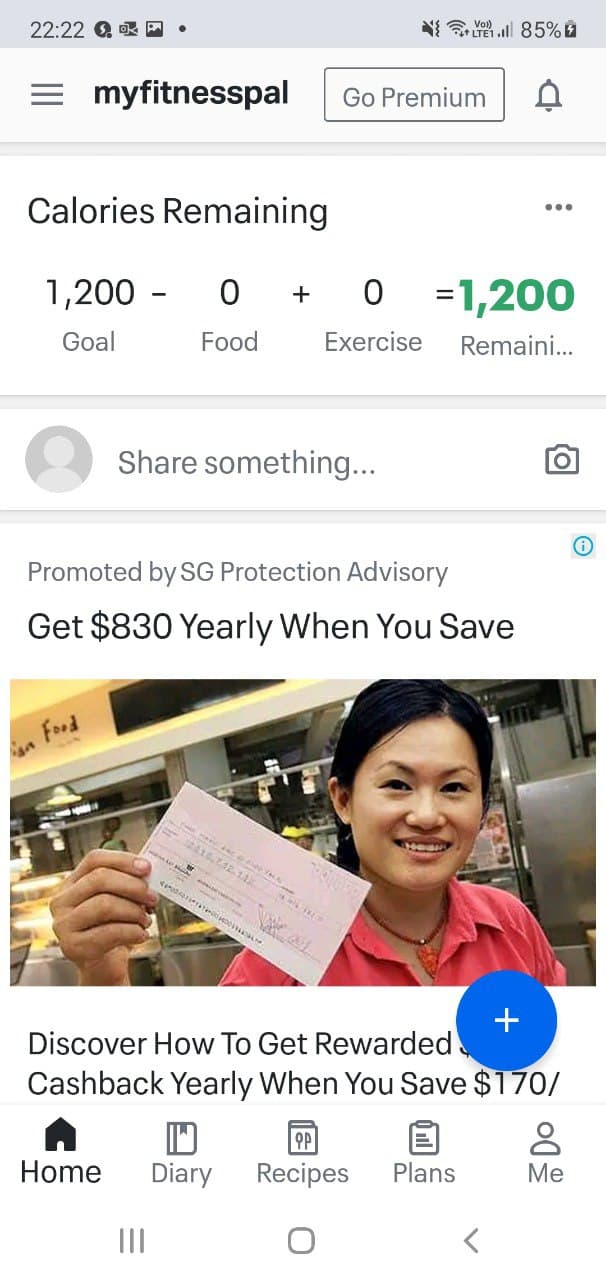 22:22
Vo)) LTE1 85%
myfitnesspal
Go Premium
Calories Remaining
1,200 - 0 + 0 =1,200
Goal Food Exercise Remaini...
Share something...
Promoted by SG Protection Advisory
Get $830 Yearly When You Save
Food
Discover How To Get Rewarded
Cashback Yearly When You Save $170/
+
Home Diary Recipes Plans Me